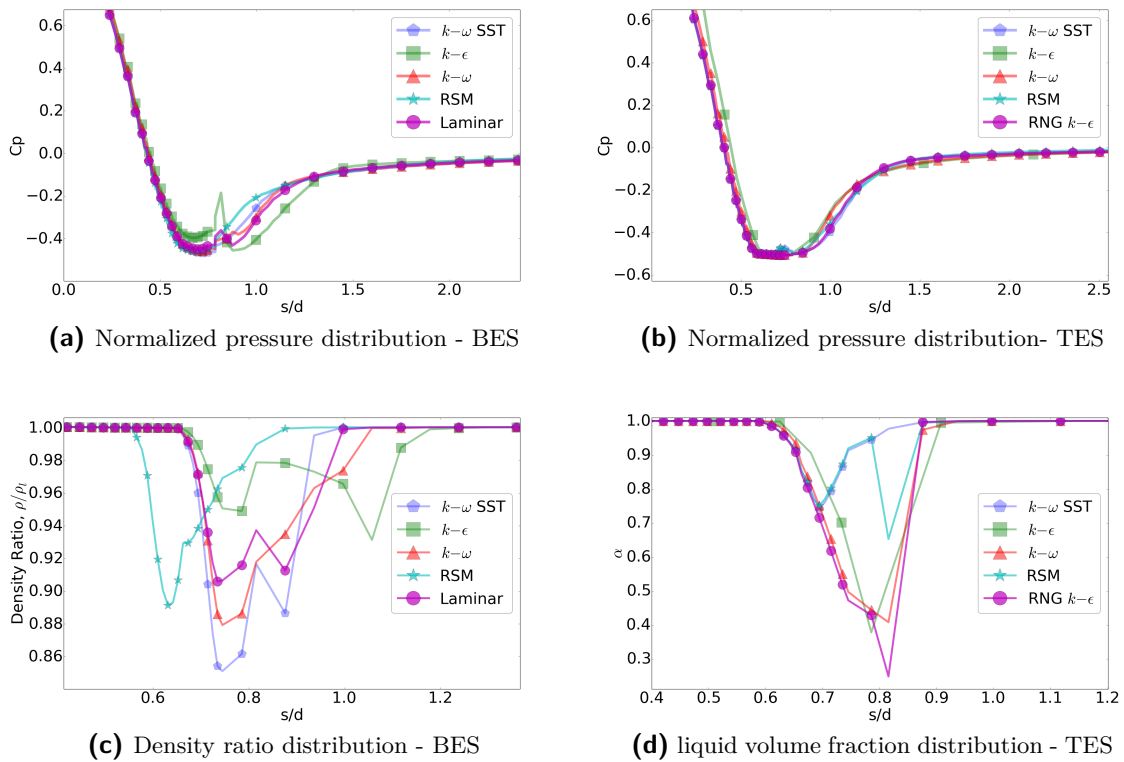 0.6
0.4
0.2
0.0
−0.2
−0.4
Cp
0.0
0.5
1.0
1.5
2.0
s/d
k−ω SST
k−ϵ
k−ω
RSM
Laminar
(a) Normalized pressure distribution - BES
0.6
0.4
0.2
0.0
−0.2
−0.4
−0.6
Cp
0.5
1.0
1.5
2.0
2.5
s/d
k−ω SST
k−ϵ
k−ω
RSM
RNG k−ϵ
(b) Normalized pressure distribution- TES
1.00
0.98
0.96
0.94
0.92
0.90
0.88
0.86
Density Ratio, ρ/ρl
0.6
0.8
1.0
1.2
s/d
k−ω SST
k−ϵ
k−ω
RSM
Laminar
(c) Density ratio distribution - BES
1.0
0.9
0.8
0.7
0.6
0.5
0.4
0.3
α
0.4
0.5
0.6
0.7
0.8
0.9
1.0
1.1
1.2
s/d
k−ω SST
k−ϵ
k−ω
RSM
RNG k−ϵ
(d) liquid volume fraction distribution - TES